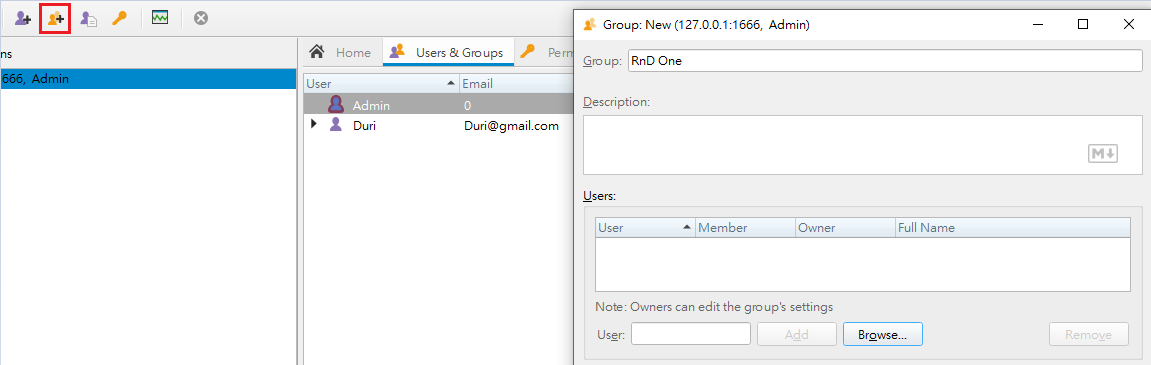 Group: New (127.0.0.1:1666, Admin)
ns
666, Admin
Home
Users & Groups
Perm
User
Email
Admin
0
Duri
Duri@gmail.com
Group:
RnD One
Description:
M
Users:
User
Member
Owner
Full Name
Note: Owners can edit the group's settings
User:
Add
Browse...
Remove